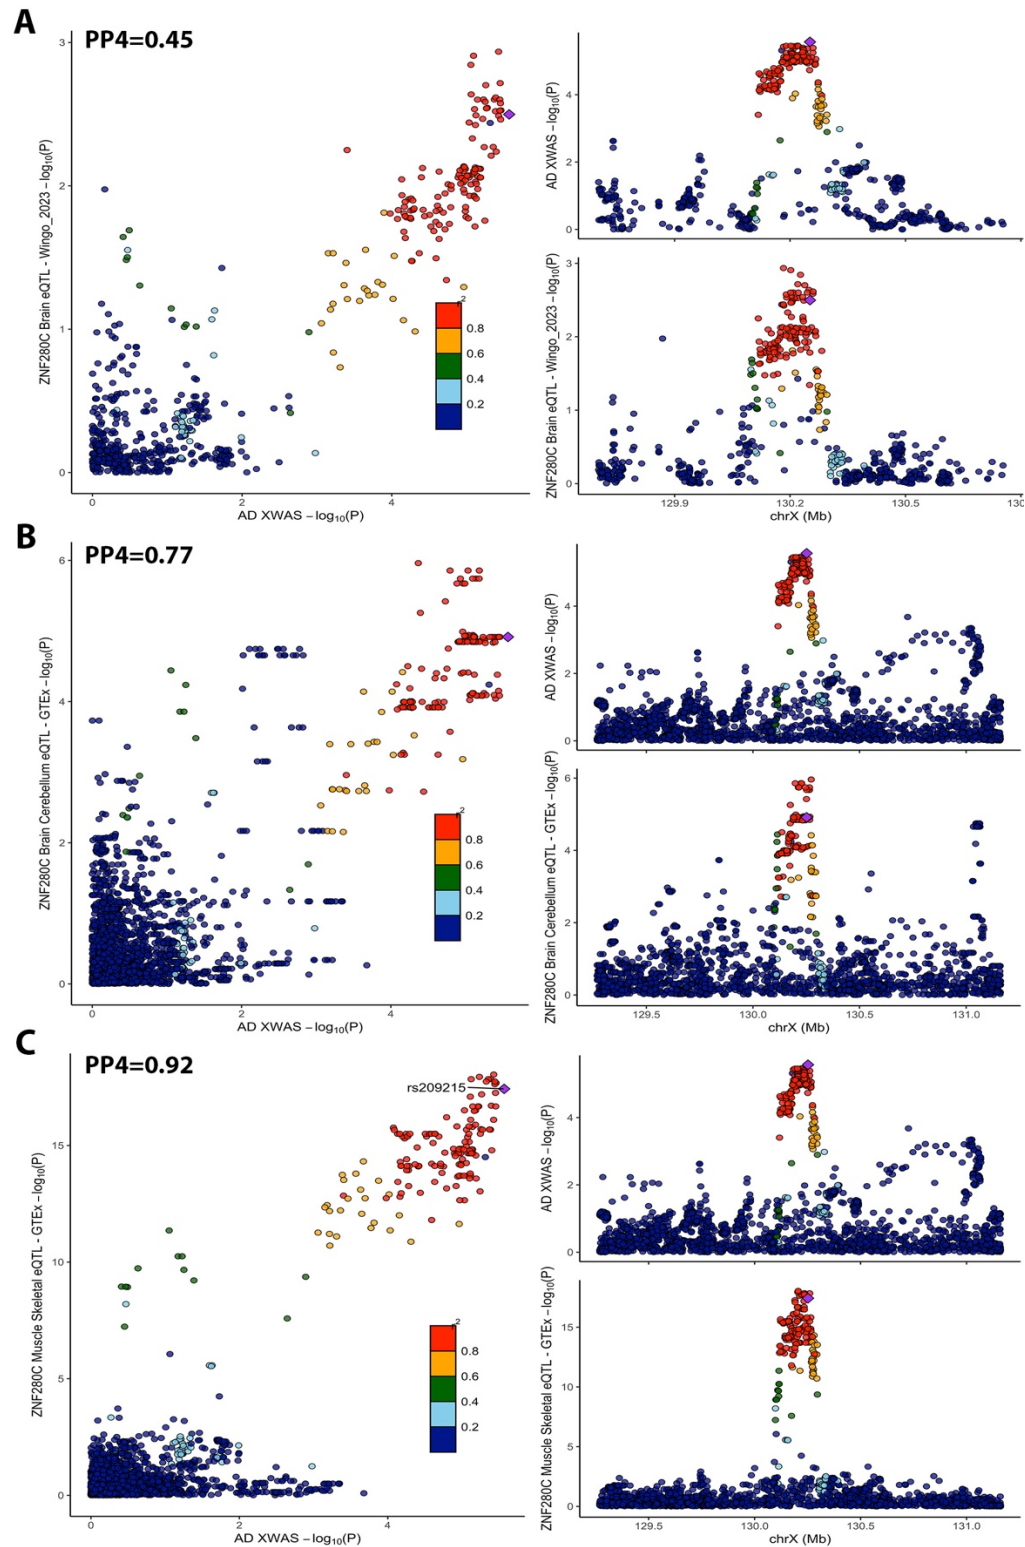 A
PP4=0.45
3
2
1
0
ZNF280C Brain eQTL - Wingo_2023 –log10(P)
r2
0.8
0.6
0.4
0.2
0 2 4
AD XWAS –log10(P)
4
2
0
AD XWAS –log10(P)
3
2
1
0
ZNF280C Brain eQTL - Wingo_2023 –log10(P)
129.9 130.2 130.5 130.
chrX (Mb)
B
PP4=0.77
6
4
2
0
ZNF280C Brain Cerebellum eQTL - GTEx –log10(P)
r2
0.8
0.6
0.4
0.2
0 2 4
AD XWAS –log10(P)
4
2
0
AD XWAS –log10(P)
6
4
2
0
ZNF280C Brain Cerebellum eQTL - GTEx –log10(P)
129.5 130.0 130.5 131.0
chrX (Mb)
C
PP4=0.92
rs209215
15
10
5
0
ZNF280C Muscle Skeletal eQTL - GTEx –log10(P)
r2
0.8
0.6
0.4
0.2
0 2 4
AD XWAS –log10(P)
4
2
0
AD XWAS –log10(P)
15
10
5
0
ZNF280C Muscle Skeletal eQTL - GTEx –log10(P)
129.5 130.0 130.5 131.0
chrX (Mb)